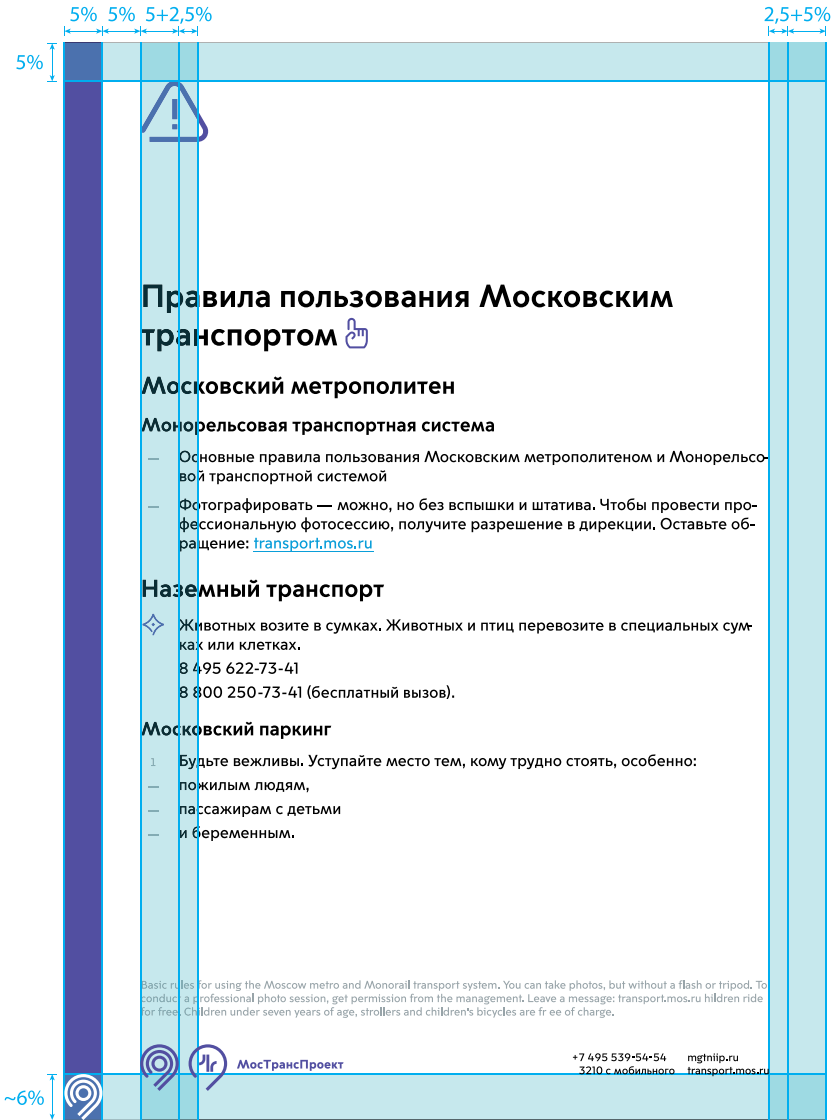 5% 5% 5+2,5% 2,5+5%
5%
Правила пользования Московским
транспортом
Московский метрополитен
Монорельсовая транспортная система
— Основные правила пользования Московским метрополитеном и Монорельсо-
вой транспортной системой
— Фотографировать — можно, но без вспышки и штатива. Чтобы провести про-
фессиональную фотосессию, получите разрешение в дирекции. Оставьте об-
ращение: transport.mos.ru
Наземный транспорт
Животных возите в сумках. Животных и птиц перевозите в специальных сум-
ках или клетках.
8 495 622-73-41
8 800 250-73-41 (бесплатный вызов).
Московский паркинг
1 Будьте вежливы. Уступайте место тем, кому трудно стоять, особенно:
— пожилым людям,
— пассажирам с детьми
— и беременным.
Basic rules for using the Moscow metro and Monorail transport system. You can take photos, but without a flash or tripod. To
conduct a professional photo session, get permission from the management. Leave a message: transport.mos.ru hildren ride
for free. Children under seven years of age, strollers and children's bicycles are fr ee of charge.
МосТрансПроект
+7 495 539-54-54 mgtniip.ru
3210 с мобильного transport.mos.ru
~6%